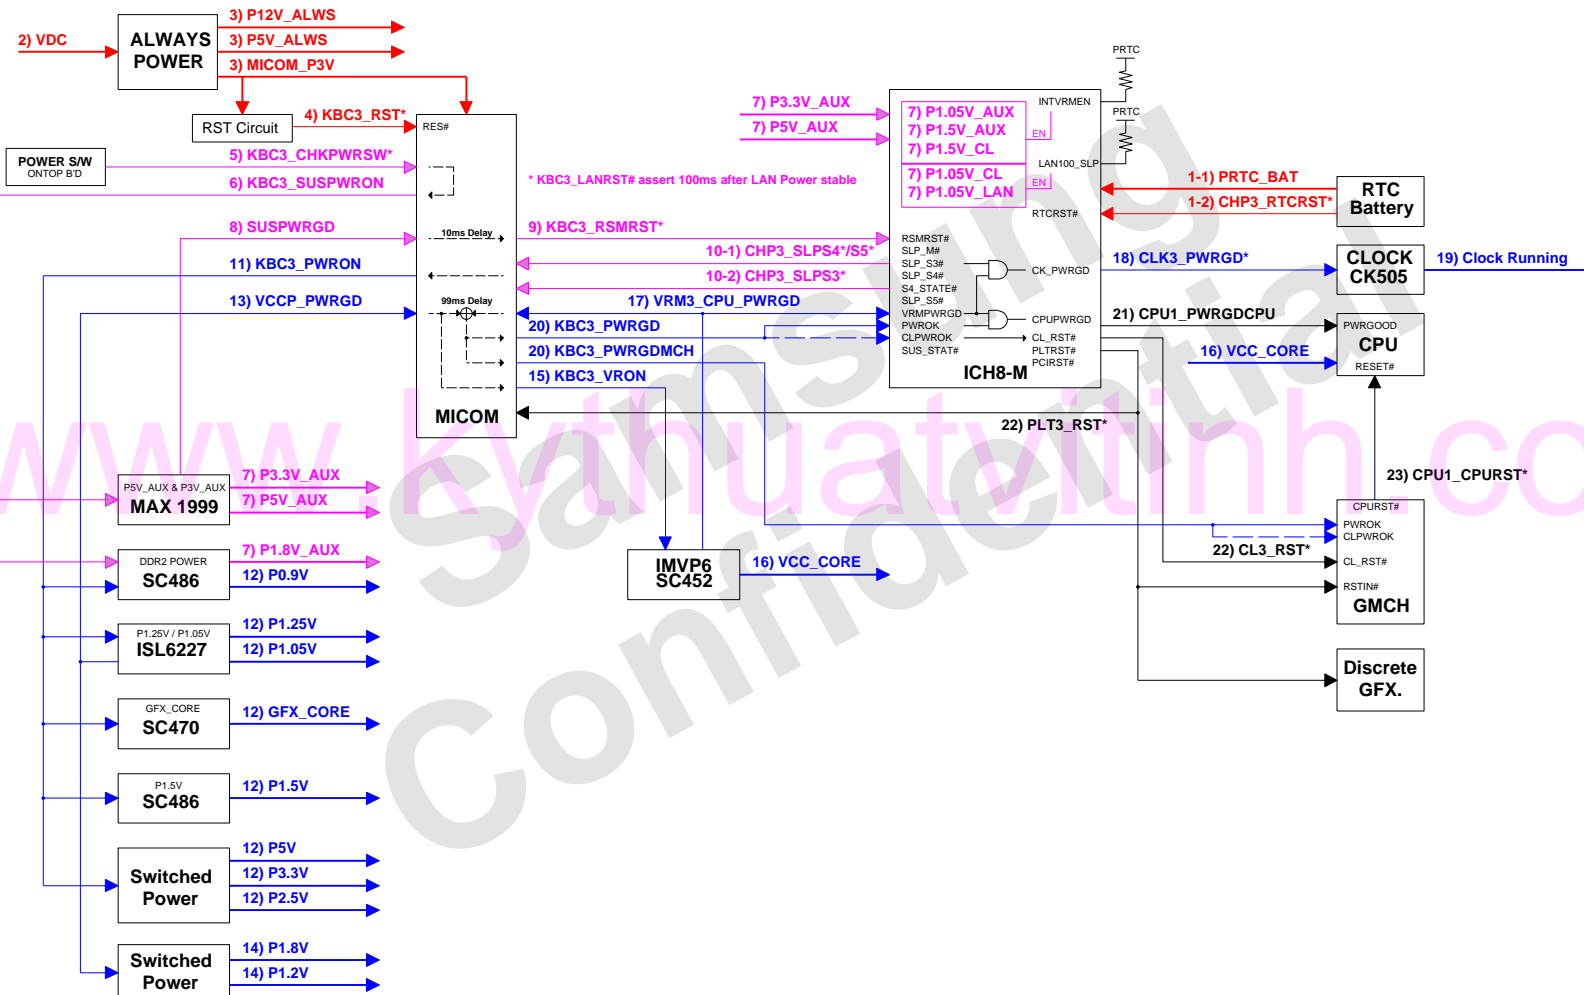 2) VDC
ALWAYS
POWER
3) P12V_ALWS
3) P5V_ALWS
3) MICOM_P3V
RST Circuit
4) KBC3_RST*
RES#
POWER S/W
ONTOP B'D
5) KBC3_CHKPWRSW*
6) KBC3_SUSPWRON
8) SUSPWRGD
10ms Delay
11) KBC3_PWRON
13) VCCP_PWRGD
99ms Delay
MICOM
7) P3.3V_AUX
7) P5V_AUX
* KBC3_LANRST# assert 100ms after LAN Power stable
9) KBC3_RSMRST*
10-1) CHP3_SLPS4*/S5*
10-2) CHP3_SLPS3*
17) VRM3_CPU_PWRGD
20) KBC3_PWRGD
20) KBC3_PWRGDMCH
15) KBC3_VRON
PRTC
INTVRMEN
7) P1.05V_AUX
7) P1.5V_AUX
7) P1.5V_CL
EN
PRTC
LAN100_SLP
7) P1.05V_CL
7) P1.05V_LAN
EN
RTCRST#
RSMRST#
SLP_M#
SLP_S3#
SLP_S4#
S4_STATE#
SLP_S5#
VRMPWRGD
PWROK
CLPWROK
SUS_STAT#
CK_PWRGD
CPUPWRGD
CL_RST#
PLTRST#
PCIRST#
ICH8-M
1-1) PRTC_BAT
1-2) CHP3_RTCRST*
RTC
Battery
18) CLK3_PWRGD*
CLOCK
CK505
19) Clock Running
21) CPU1_PWRGDCPU
PWRGOOD
CPU
RESET#
16) VCC_CORE
22) PLT3_RST*
23) CPU1_CPURST*
CPURST#
PWROK
CLPWROK
CL_RST#
RSTIN#
GMCH
22) CL3_RST*
Discrete
GFX.
P5V_AUX & P3V_AUX
MAX 1999
7) P3.3V_AUX
7) P5V_AUX
DDR2 POWER
SC486
7) P1.8V_AUX
12) P0.9V
IMVP6
SC452
16) VCC_CORE
P1.25V / P1.05V
ISL6227
12) P1.25V
12) P1.05V
GFX_CORE
SC470
12) GFX_CORE
P1.5V
SC486
12) P1.5V
Switched
Power
12) P5V
12) P3.3V
12) P2.5V
Switched
Power
14) P1.8V
14) P1.2V
Samsung
Confidential
www.kythuatvitinh.co